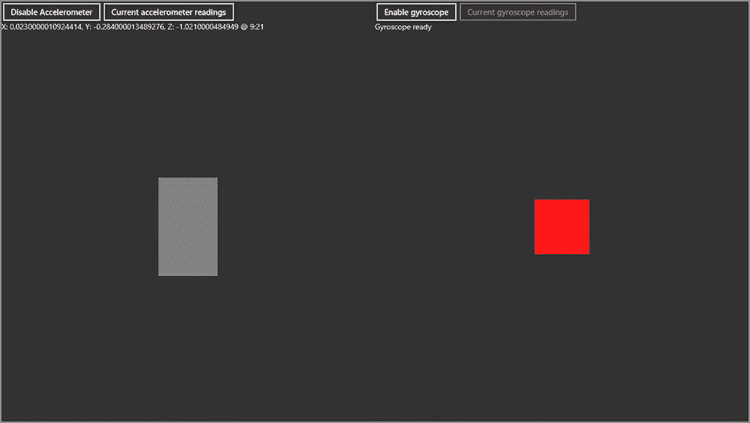 Disable Accelerometer Current accelerometer readings Enable gyroscope Current gyroscope readings
X: 0.0230000010924414, Y: -0.284000013489276, Z: -1.0210000484949 @ 9:21 Gyroscope ready